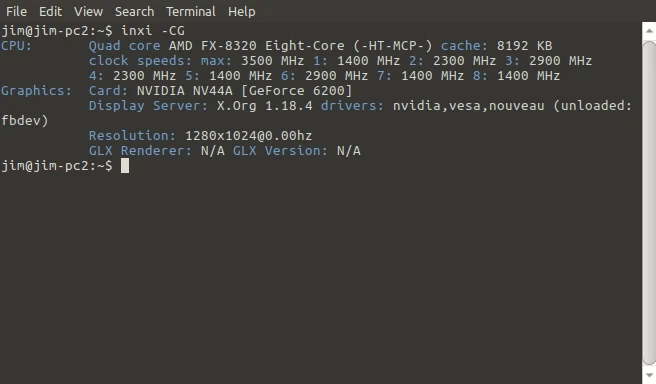 File Edit View Search Terminal Help
jim@jim-pc2:~$ inxi -CG
CPU: Quad core AMD FX-8320 Eight-Core (-HT-MCP-) cache: 8192 KB
clock speeds: max: 3500 MHz 1: 1400 MHz 2: 2300 MHz 3: 2900 MHz
4: 2300 MHz 5: 1400 MHz 6: 2900 MHz 7: 1400 MHz 8: 1400 MHz
Graphics: Card: NVIDIA NV44A [GeForce 6200]
Display Server: X.Org 1.18.4 drivers: nvidia,vesa,nouveau (unloaded:
fbdev)
Resolution: 1280x1024@0.00hz
GLX Renderer: N/A GLX Version: N/A
jim@jim-pc2:~$